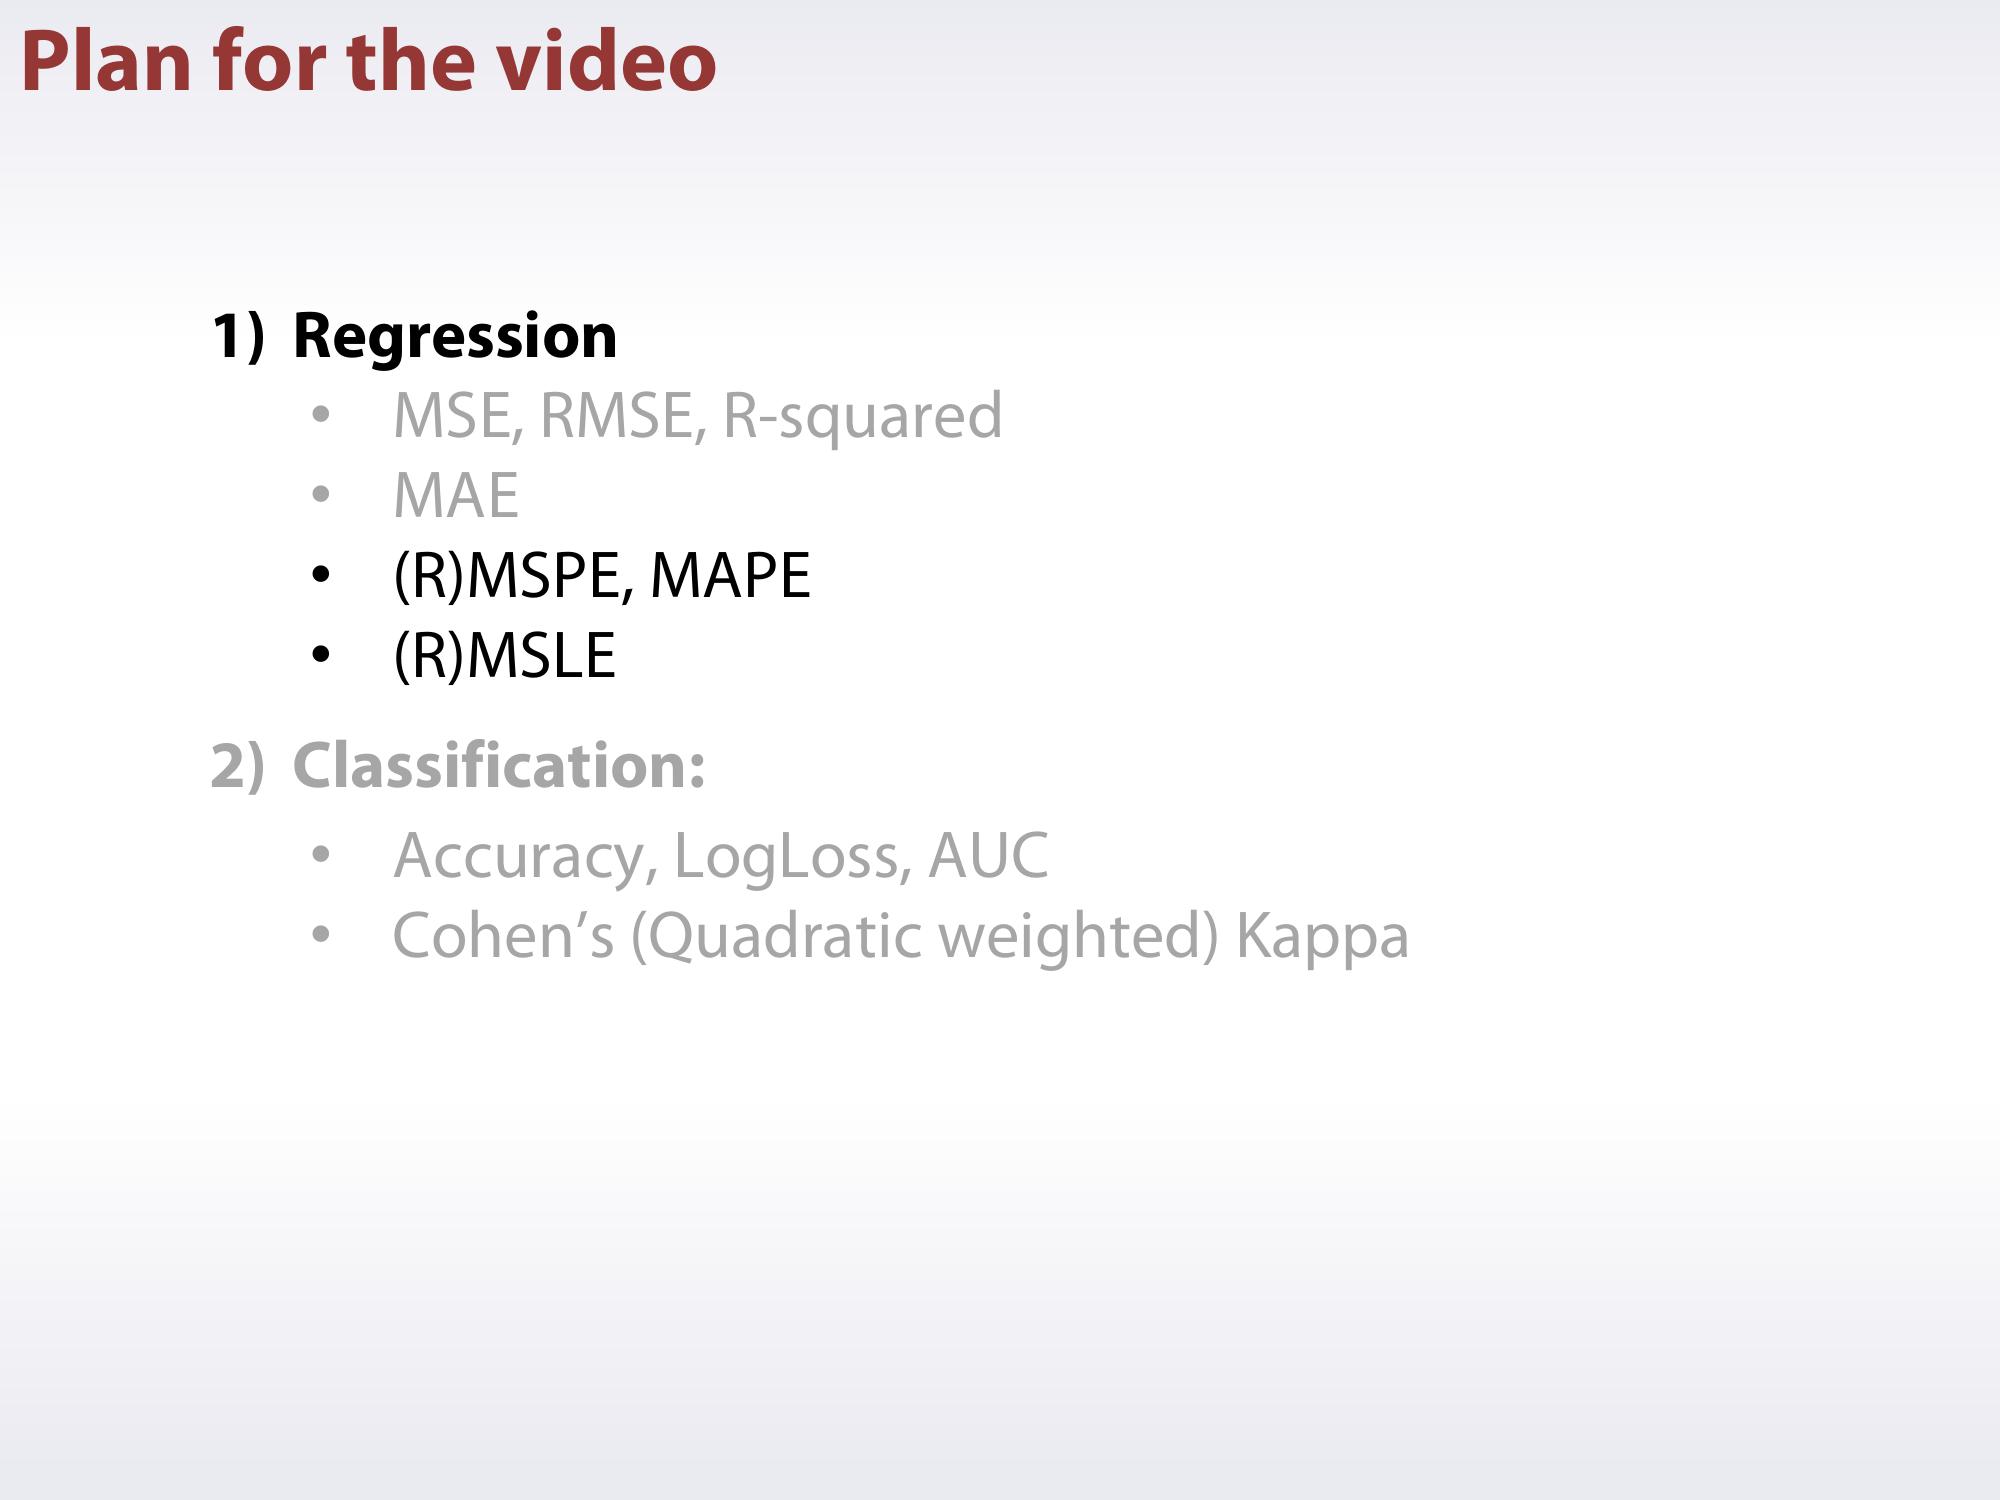 Plan for the video
1) Regression
• MSE, RMSE, R-squared
• MAE
• (R)MSPE, MAPE
• (R)MSLE
2) Classification:
• Accuracy, LogLoss, AUC
• Cohen’s (Quadratic weighted) Kappa